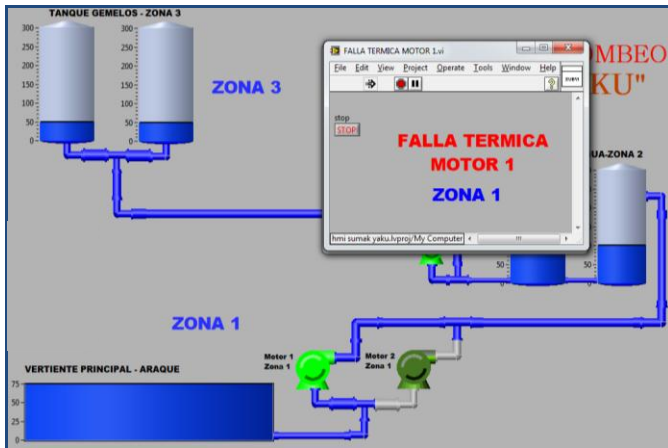 TANQUE GEMELOS - ZONA 3
300
250
200
150
100
50
0
300
250
200
150
100
50
0
ZONA 3
FALLA TERMICA MOTOR 1.vi
File Edit View Project Operate Tools Window Help
stop
STOP!
FALLA TERMICA
MOTOR 1
ZONA 1
hmi sumak yaku.lvproj/My Computer
OMBEO
KU"
UA-ZONA 2
50
0
50
0
ZONA 1
Motor 1
Zona 1
Motor 2
Zona 1
VERTIENTE PRINCIPAL - ARAQUE
75
50
25
0